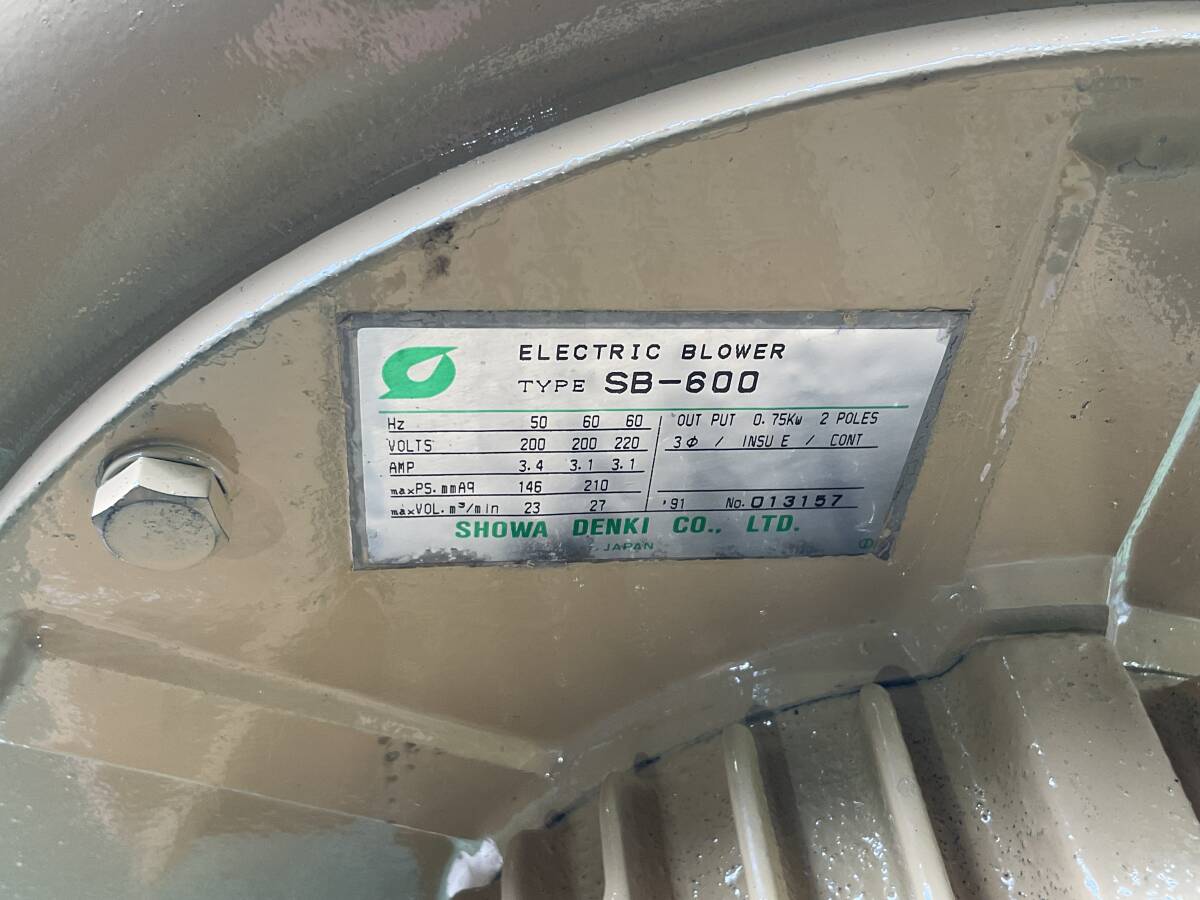 ELECTRIC BLOWER
TYPE SB-600
Hz 50 60 60
VOLTS 200 200 220
AMP 3.4 3.1 3.1
maxPS. mmAq 146 210
maxVOL. m³/min 23 27
OUT PUT 0.75Kw 2 POLES
3Φ / INSU E / CONT
'91 No. 013157
SHOWA DENKI CO., LTD.
JAPAN